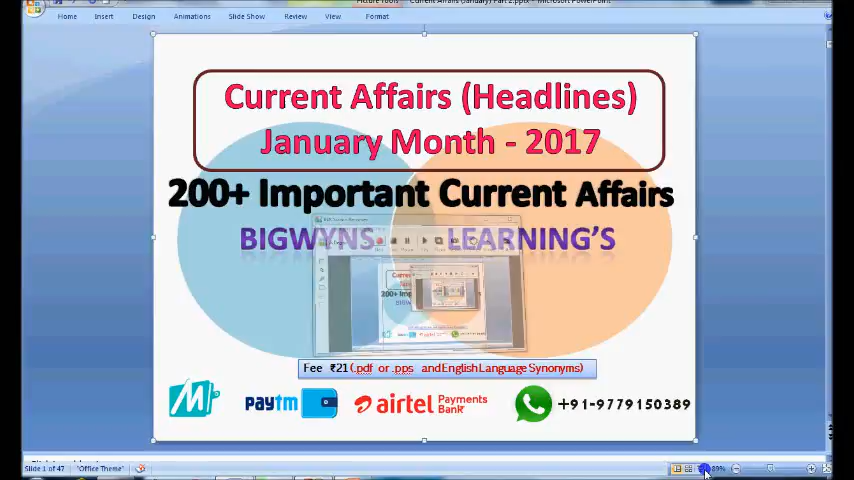 Home Insert Design Animations Slide Show Review View Format
Current Affairs (Headlines)
January Month - 2017
200+ Important Current Affairs
BIGWYNS LEARNING'S
Fee ₹21 (.pdf or .pps and English Language Synonyms)
M paytm airtel Payments Bank +91-9779150389
Slide 1 of 47 "Office Theme" 89%